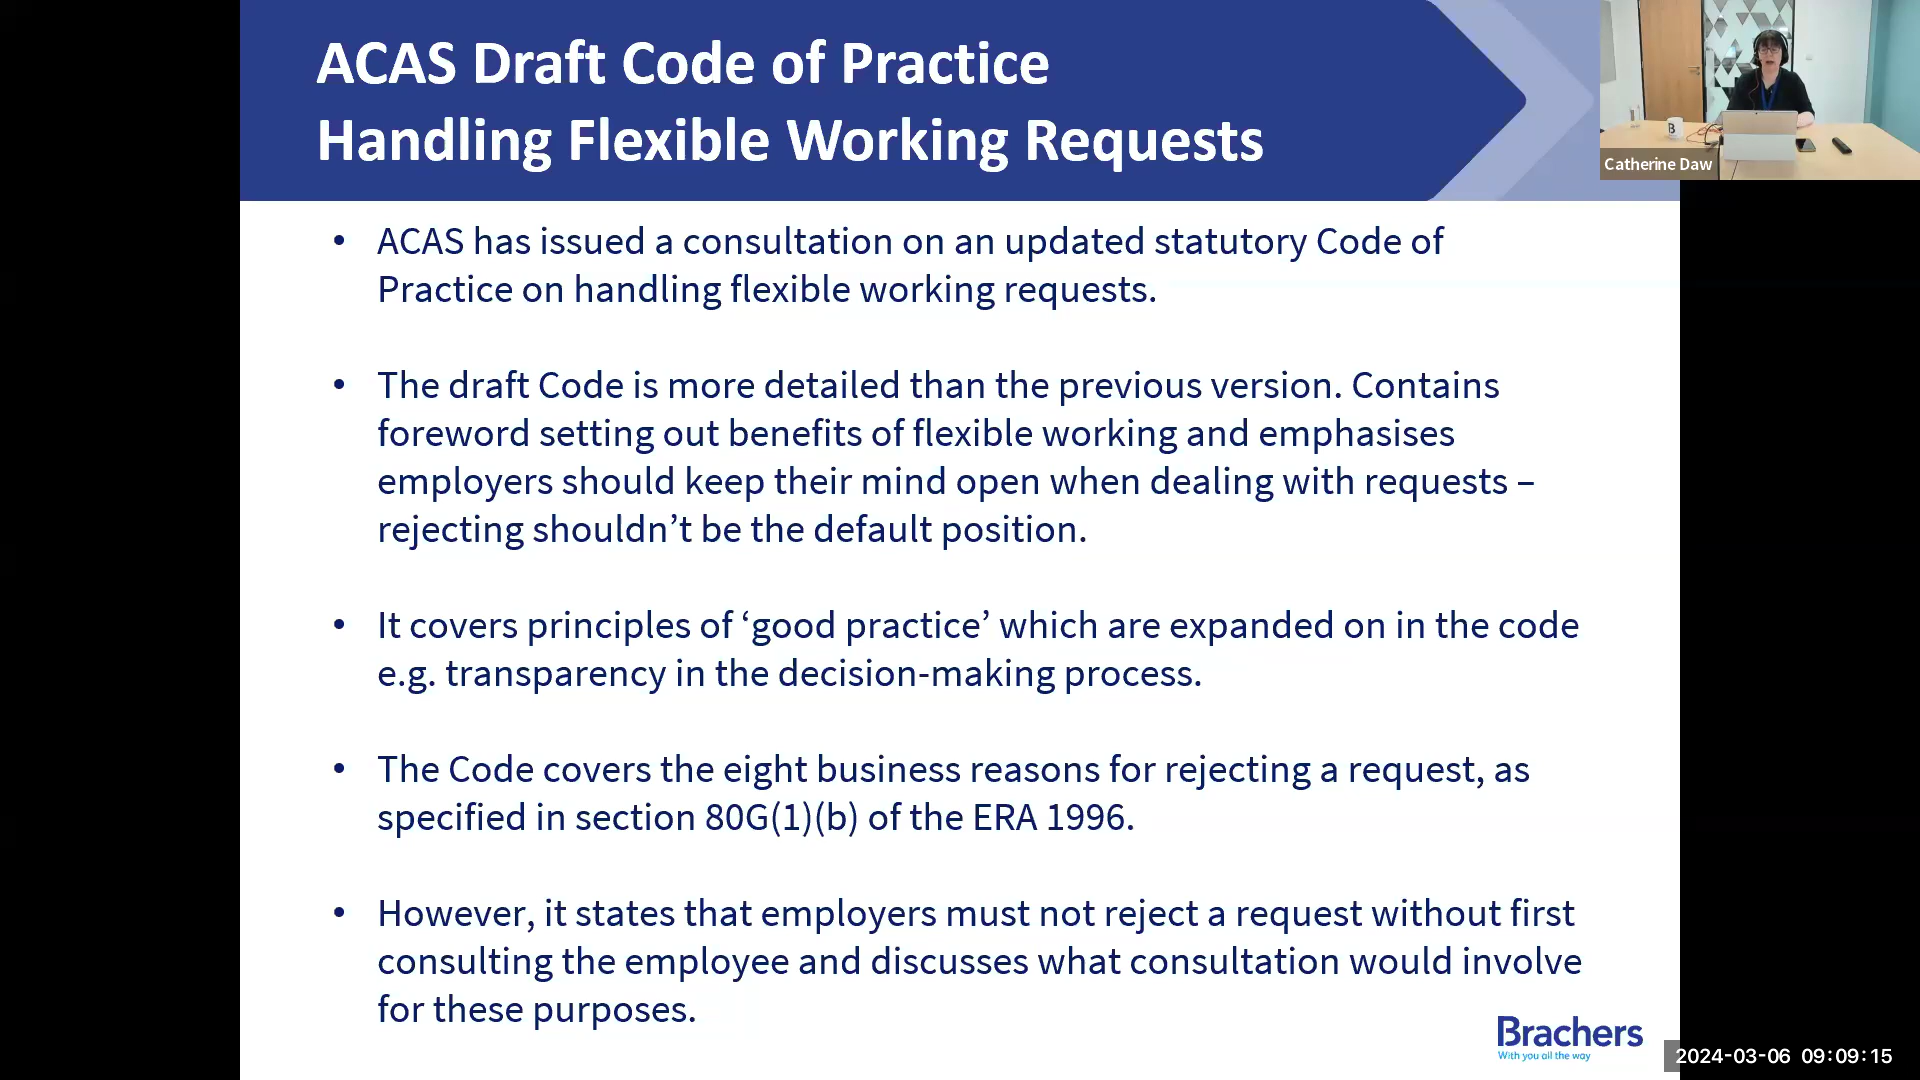 ACAS Draft Code of Practice
Handling Flexible Working Requests
Catherine Daw
B
• ACAS has issued a consultation on an updated statutory Code of
Practice on handling flexible working requests.
• The draft Code is more detailed than the previous version. Contains
foreword setting out benefits of flexible working and emphasises
employers should keep their mind open when dealing with requests –
rejecting shouldn’t be the default position.
• It covers principles of ‘good practice’ which are expanded on in the code
e.g. transparency in the decision-making process.
• The Code covers the eight business reasons for rejecting a request, as
specified in section 80G(1)(b) of the ERA 1996.
• However, it states that employers must not reject a request without first
consulting the employee and discusses what consultation would involve
for these purposes.
Brachers
With you all the way
2024-03-06 09:09:15